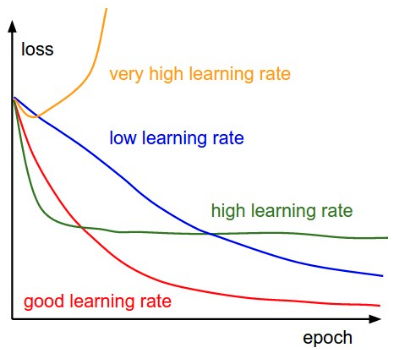 loss
very high learning rate
low learning rate
high learning rate
good learning rate
epoch